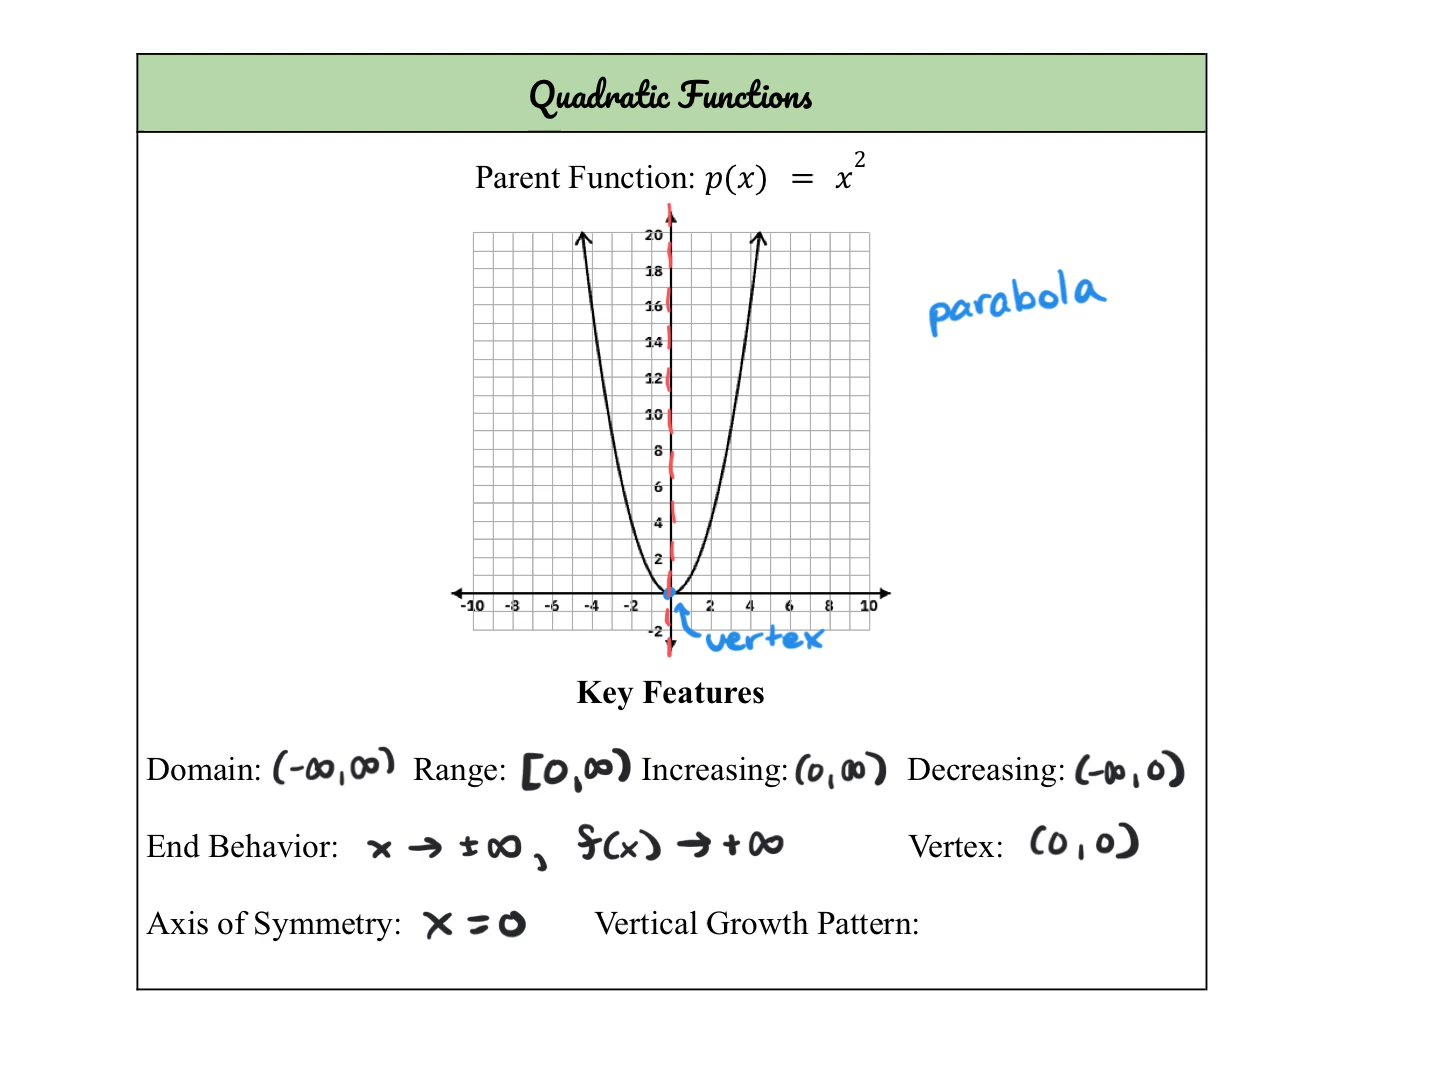 Quadratic Functions
Parent Function: p(x) = x²
20
18
16
parabola
14
12
10
8
6
4
2
-10 -8 -6 -4 -2 2 4 6 8 10
-2
vertex
Key Features
Domain: (-∞,∞) Range: [0,∞) Increasing: (0,∞) Decreasing: (-∞,0)
End Behavior: x → ±∞, f(x) → +∞ Vertex: (0,0)
Axis of Symmetry: x = 0 Vertical Growth Pattern: